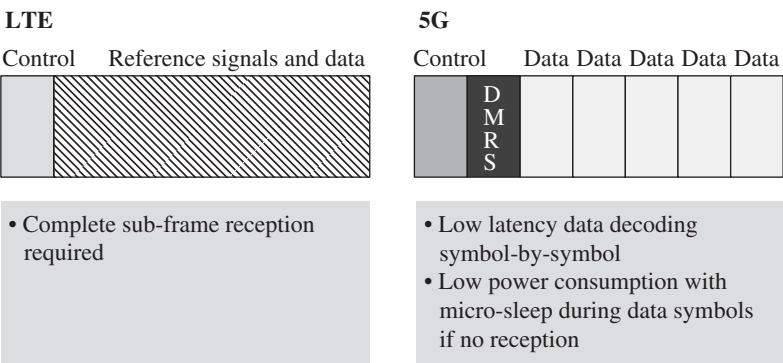 LTE
Control Reference signals and data
• Complete sub-frame reception
required
5G
Control Data Data Data Data Data
D
M
R
S
• Low latency data decoding
symbol-by-symbol
• Low power consumption with
micro-sleep during data symbols
if no reception